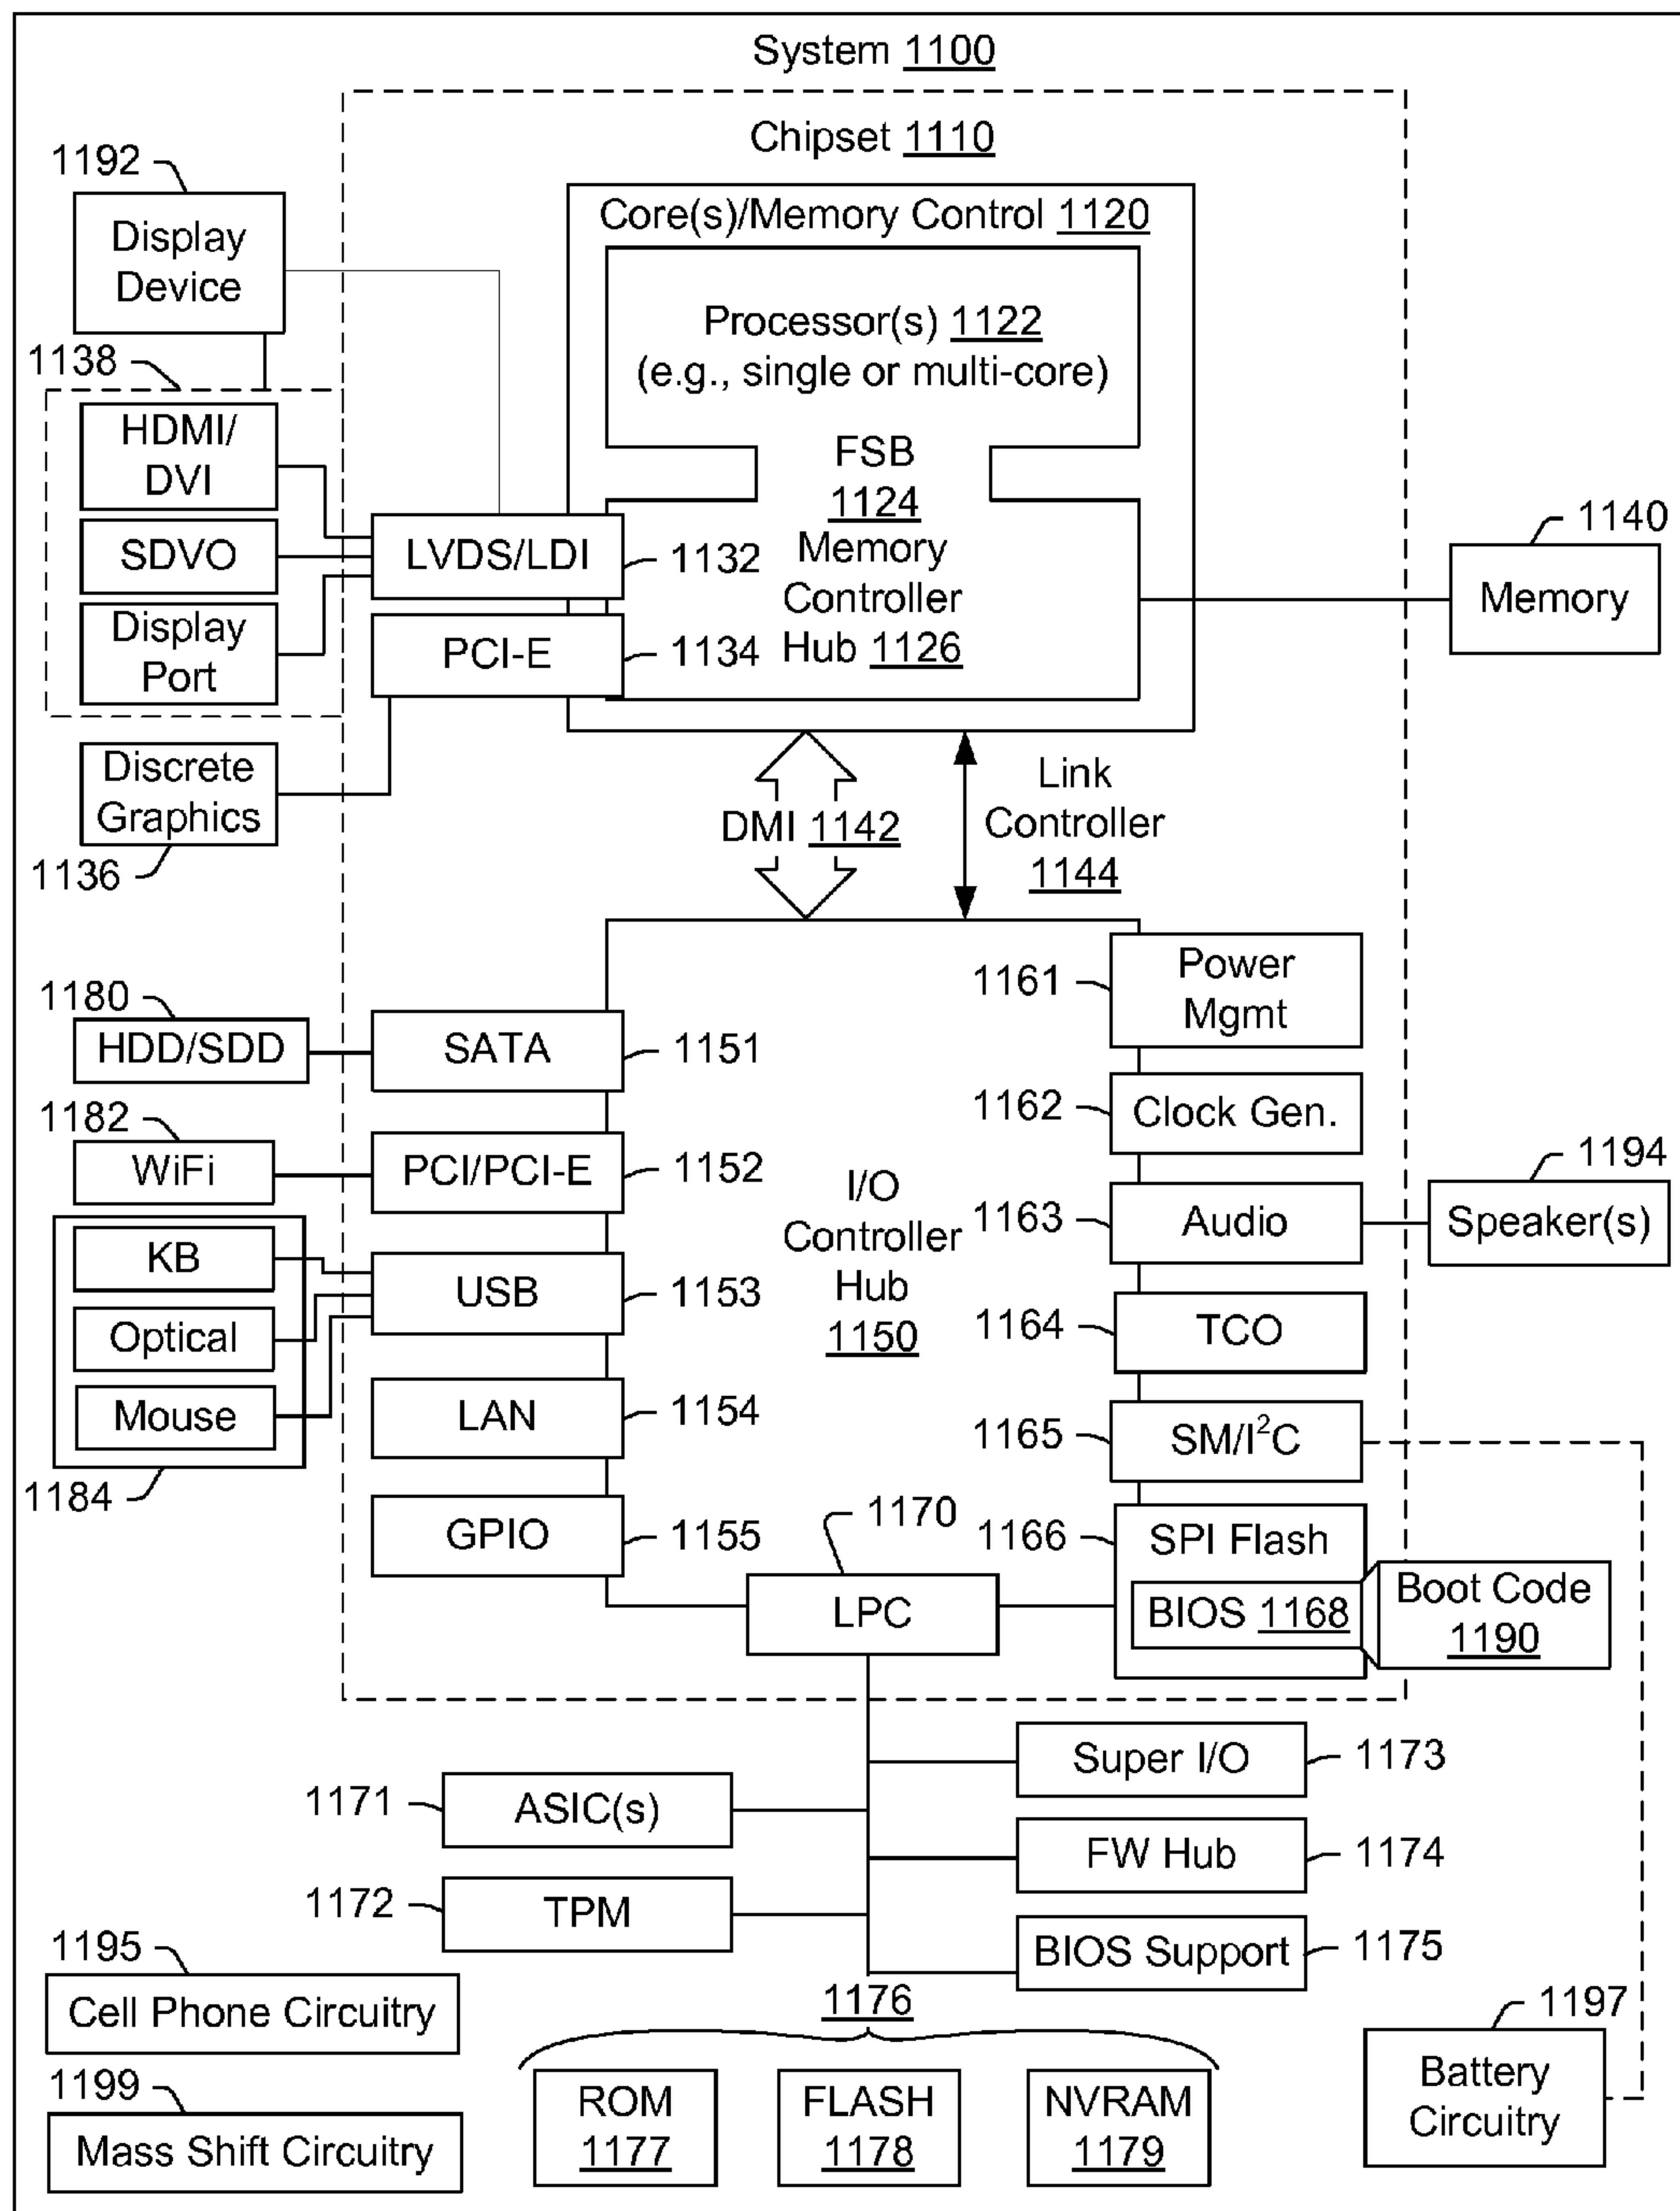 System 1100
Chipset 1110
1192
Display
Device
Core(s)/Memory Control 1120
Processor(s) 1122
(e.g., single or multi-core)
1138
HDMI/
DVI
SDVO
Display
Port
FSB
1124
Memory
Controller
Hub 1126
LVDS/LDI
1132
PCI-E
1134
1140
Memory
Discrete
Graphics
1136
DMI 1142
Link
Controller
1144
1180
HDD/SDD
SATA
1151
1161
Power
Mgmt
1182
WiFi
PCI/PCI-E
1152
1162
Clock Gen.
I/O
Controller
Hub
1150
1163
Audio
1194
Speaker(s)
KB
Optical
Mouse
1184
USB
1153
1164
TCO
LAN
1154
1165
SM/I²C
GPIO
1155
1170
LPC
1166
SPI Flash
BIOS 1168
Boot Code
1190
1171
ASIC(s)
1172
TPM
Super I/O
1173
FW Hub
1174
BIOS Support
1175
1195
Cell Phone Circuitry
1199
Mass Shift Circuitry
1176
ROM
1177
FLASH
1178
NVRAM
1179
1197
Battery
Circuitry